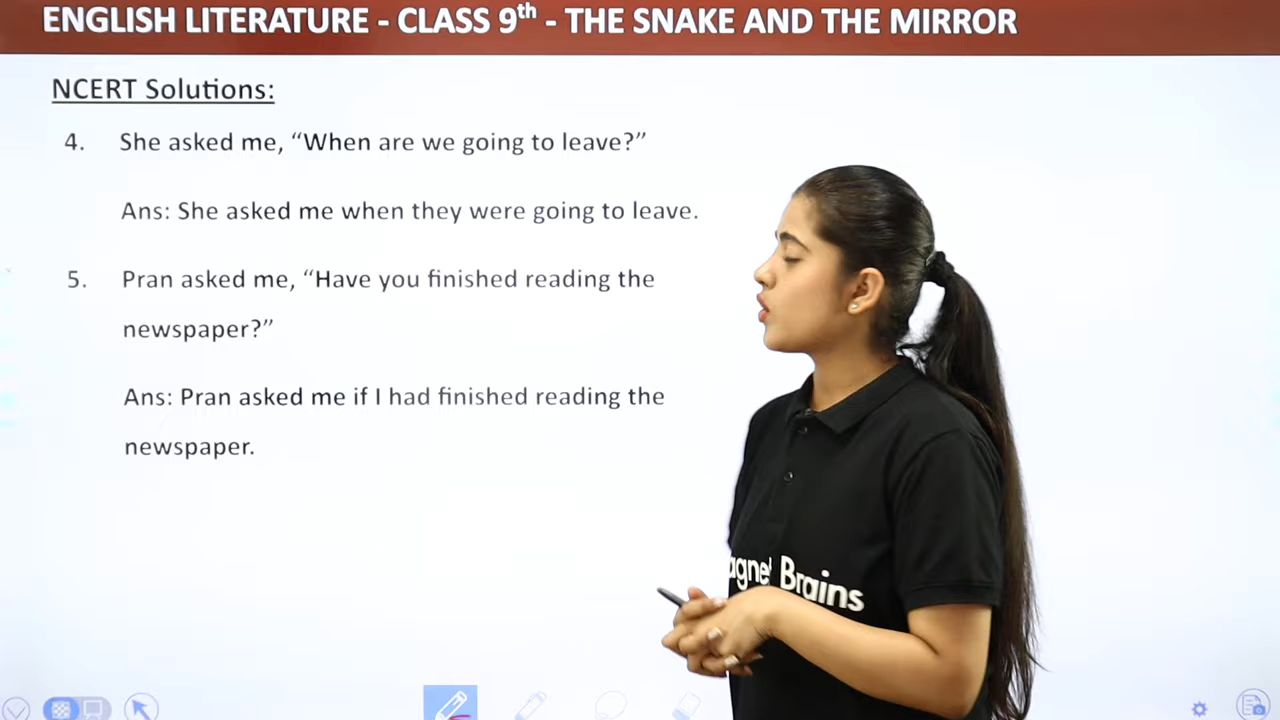 ENGLISH LITERATURE - CLASS 9th - THE SNAKE AND THE MIRROR
NCERT Solutions:
4. She asked me, “When are we going to leave?”
Ans: She asked me when they were going to leave.
5. Pran asked me, “Have you finished reading the
newspaper?”
Ans: Pran asked me if I had finished reading the
newspaper.
Brains